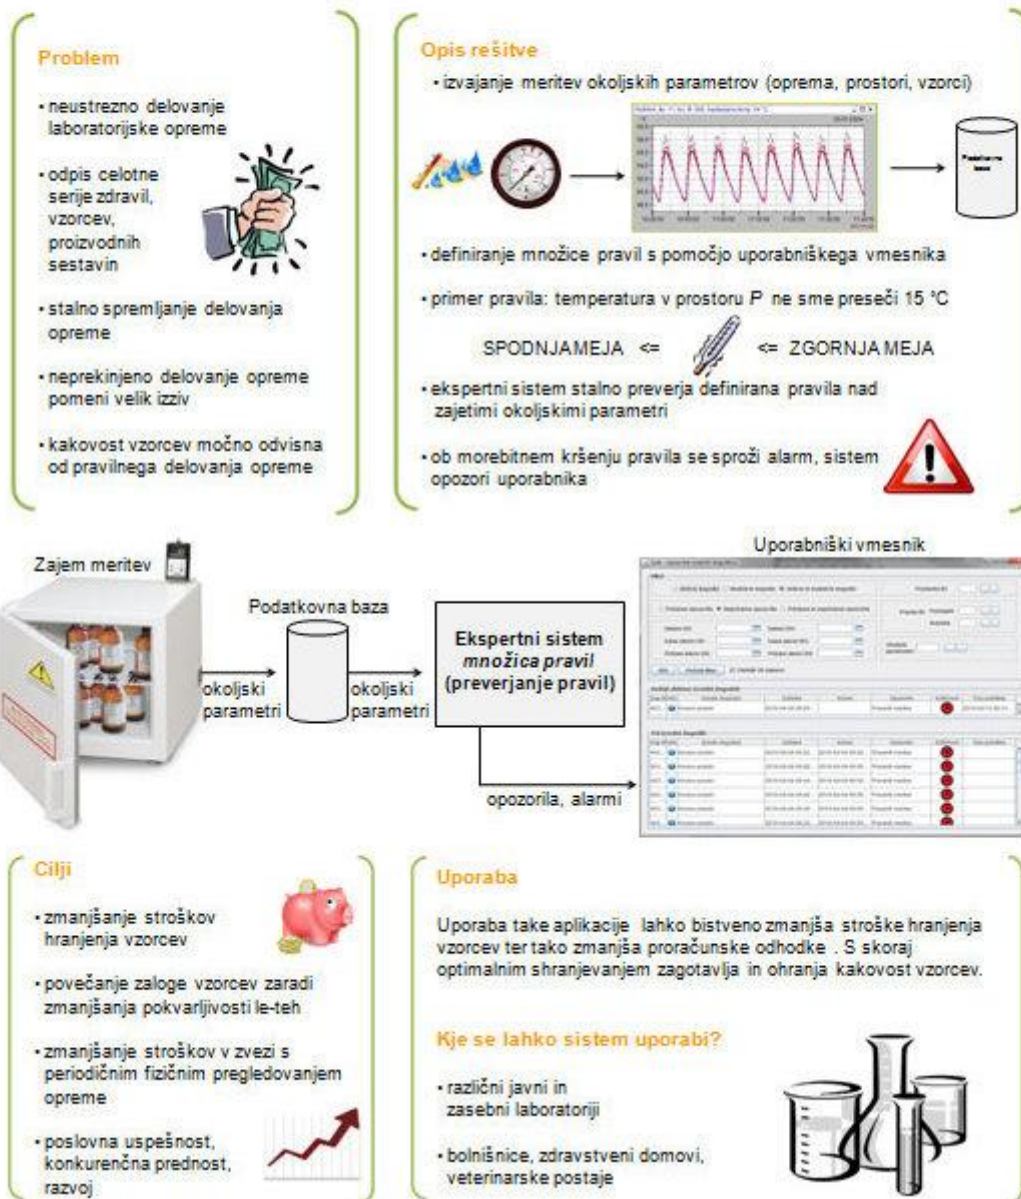 Problem
• neustrezno delovanje
laboratorijske opreme
• odpis celotne
serije zdravil,
vzorcev,
proizvodnih
sestavin
• stalno spremljanje delovanja
opreme
• neprekinjeno delovanje opreme
pomeni velik izziv
• kakovost vzorcev močno odvisna
od pravilnega delovanja opreme
Opis rešitve
• izvajanje meritev okoljskih parametrov (oprema, prostori, vzorci)
Podatkovna
baza
• definiranje množice pravil s pomočjo uporabniškega vmesnika
• primer pravila: temperatura v prostoru P ne sme preseči 15 °C
SPODNJA MEJA <= <= ZGORNJA MEJA
• ekspertni sistem stalno preverja definirana pravila nad
zajetimi okoljskimi parametri
• ob morebitnem kršenju pravila se sproži alarm, sistem
opozori uporabnika
Zajem meritev
okoljski
parametri
Podatkovna baza
okoljski
parametri
Ekspertni sistem
množica pravil
(preverjanje pravil)
opozorila, alarmi
Uporabniški vmesnik
Cilji
• zmanjšanje stroškov
hranjenja vzorcev
• povečanje zaloge vzorcev zaradi
zmanjšanja pokvarljivosti le-teh
• zmanjšanje stroškov v zvezi s
periodičnim fizičnim pregledovanjem
opreme
• poslovna uspešnost,
konkurenčna prednost,
razvoj
Uporaba
Uporaba take aplikacije lahko bistveno zmanjša stroške hranjenja
vzorcev ter tako zmanjša proračunske odhodke . S skoraj
optimalnim shranjevanjem zagotavlja in ohranja kakovost vzorcev.
Kje se lahko sistem uporabi?
• različni javni in
zasebni laboratoriji
• bolnišnice, zdravstveni domovi,
veterinarske postaje